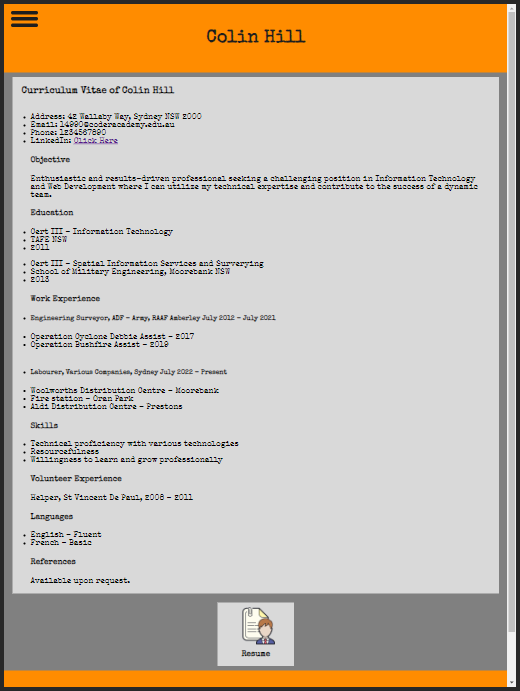 Colin Hill
Curriculum Vitae of Colin Hill
Address: 42 Wallaby Way, Sydney NSW 2000
Email: 14990@coderacademy.edu.au
Phone: 1234567890
LinkedIn: Click Here
Objective
Enthusiastic and results-driven professional seeking a challenging position in Information Technology
and Web Development where I can utilize my technical expertise and contribute to the success of a dynamic
team.
Education
Cert III - Information Technology
TAFE NSW
2011
Cert III - Spatial Information Services and Surverying
School of Military Engineering, Moorebank NSW
2013
Work Experience
Engineering Surveyor, ADF - Army, RAAF Amberley July 2012 - July 2021
Operation Cyclone Debbie Assist - 2017
Operation Bushfire Assist - 2019
Labourer, Various Companies, Sydney July 2022 - Present
Woolworths Distribution Centre - Moorebank
Fire station - Oran Park
Aldi Distribution Centre - Prestons
Skills
Technical proficiency with various technologies
Resourcefulness
Willingness to learn and grow professionally
Volunteer Experience
Helper, St Vincent De Paul, 2008 - 2011
Languages
English - Fluent
French - Basic
References
Available upon request.
Resume